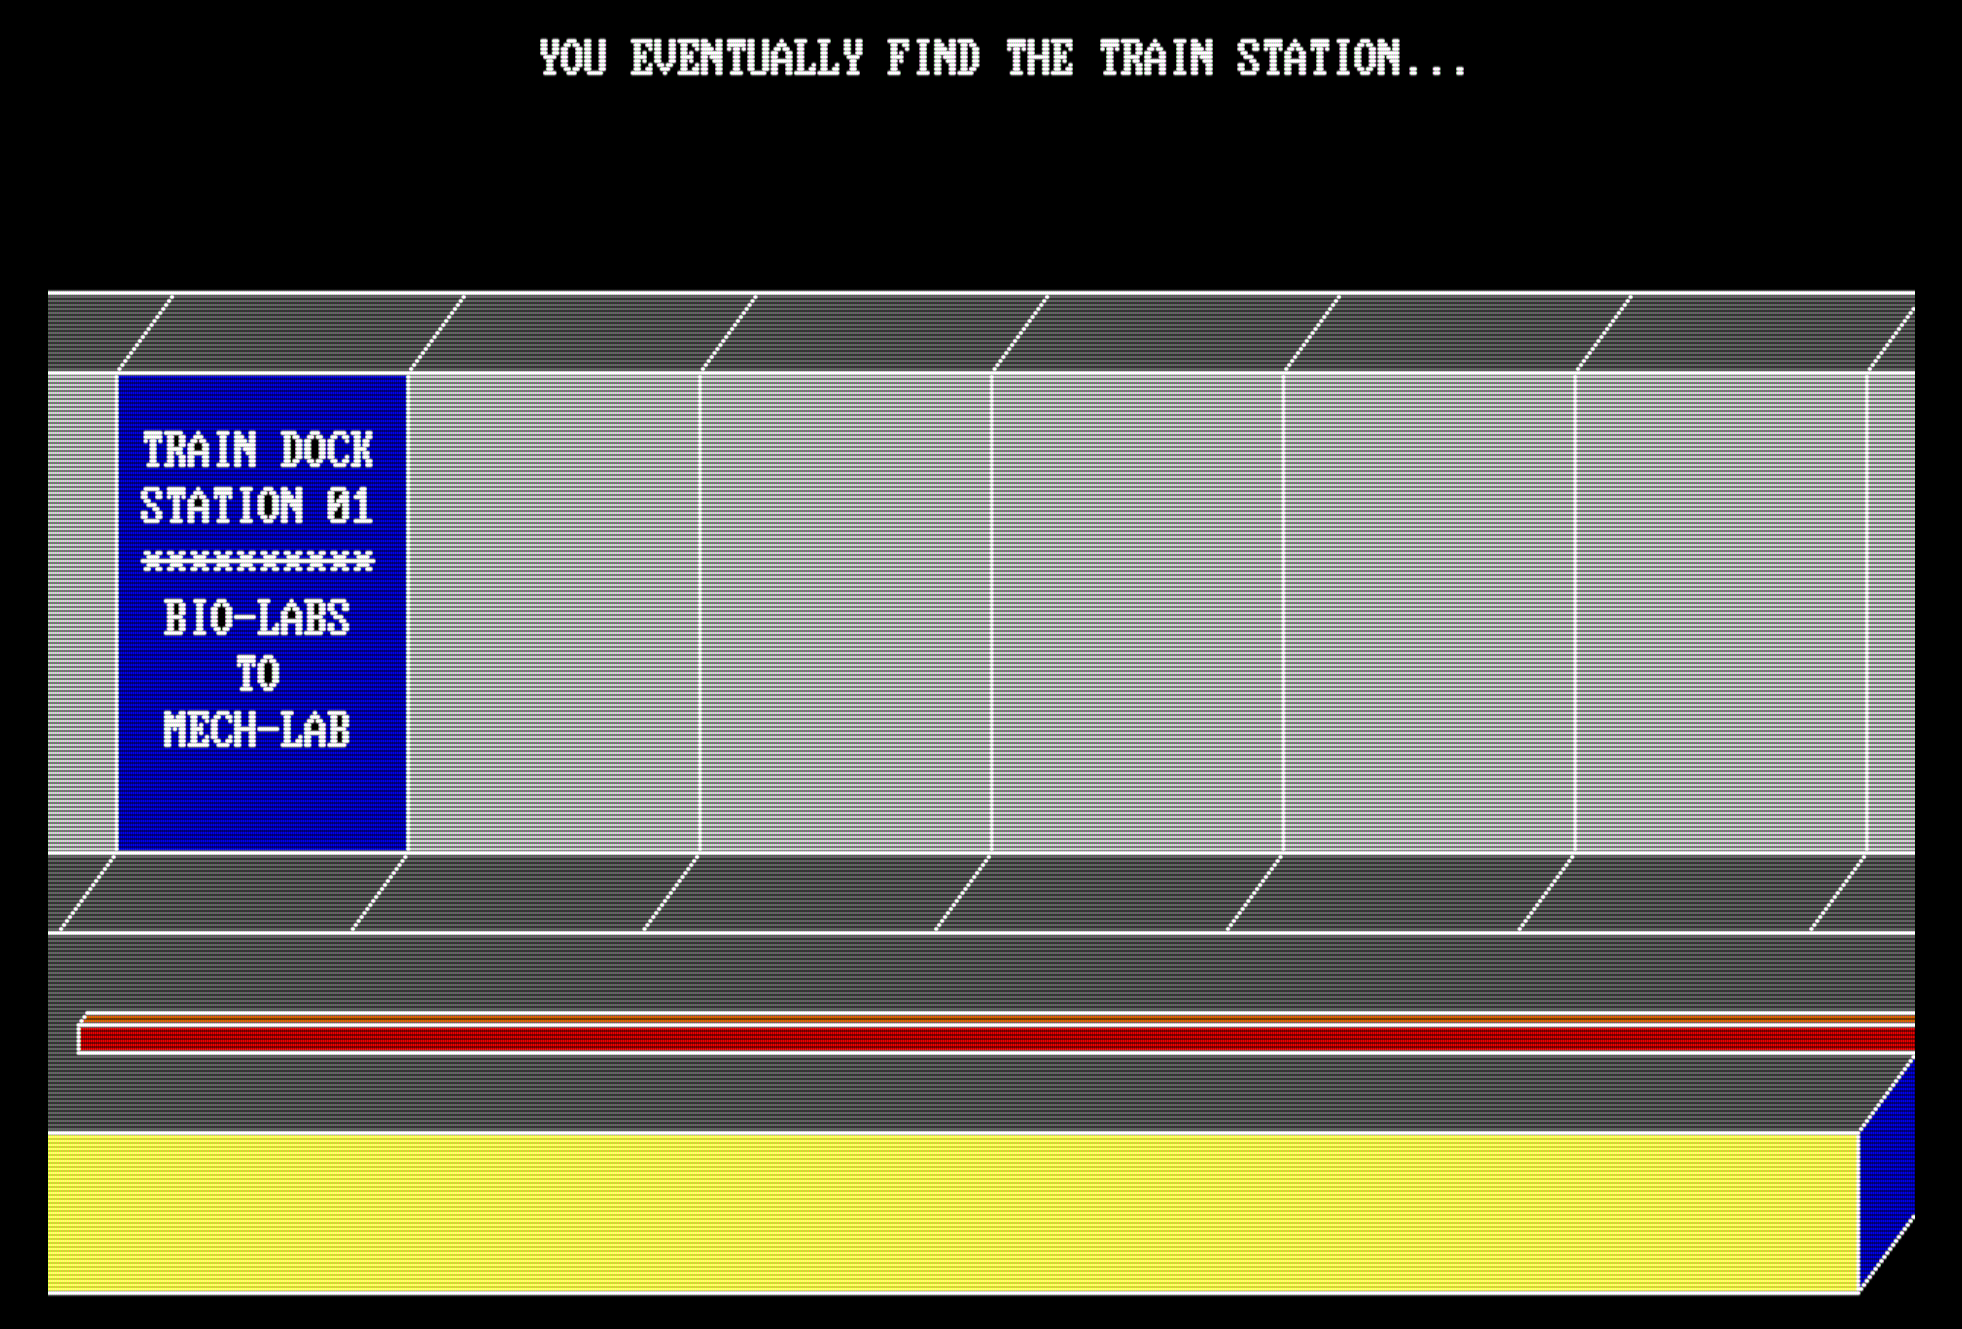 YOU EVENTUALLY FIND THE TRAIN STATION...
TRAIN DOCK
STATION 01
**********
BIO-LABS
TO
MECH-LAB